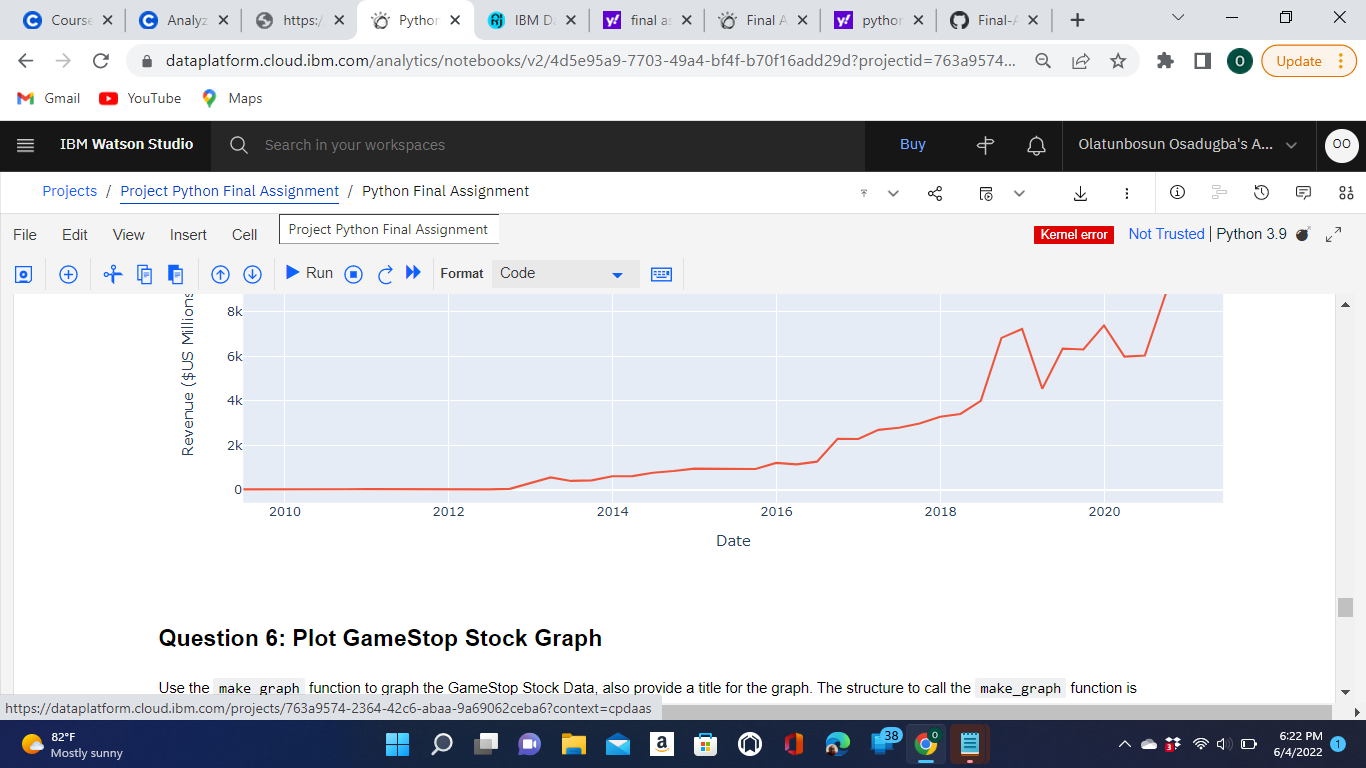 Course
Analyz
https:/
Python
IBM D
final as
Final A
python
Final-A
dataplatform.cloud.ibm.com/analytics/notebooks/v2/4d5e95a9-7703-49a4-bf4f-b70f16add29d?projectid=763a9574...
O
Update
Gmail
YouTube
Maps
IBM Watson Studio
Search in your workspaces
Buy
Olatunbosun Osadugba's A...
OO
Projects / Project Python Final Assignment / Python Final Assignment
File
Edit
View
Insert
Cell
Project Python Final Assignment
Kernel error
Not Trusted
Python 3.9
Run
Format
Code
Revenue ($US Millions
8k
6k
4k
2k
0
2010
2012
2014
2016
2018
2020
Date
Question 6: Plot GameStop Stock Graph
Use the make_graph function to graph the GameStop Stock Data, also provide a title for the graph. The structure to call the make_graph function is
https://dataplatform.cloud.ibm.com/projects/763a9574-2364-42c6-abaa-9a69062ceba6?context=cpdaas
82°F
Mostly sunny
a
38
0
3
6:22 PM
6/4/2022
1